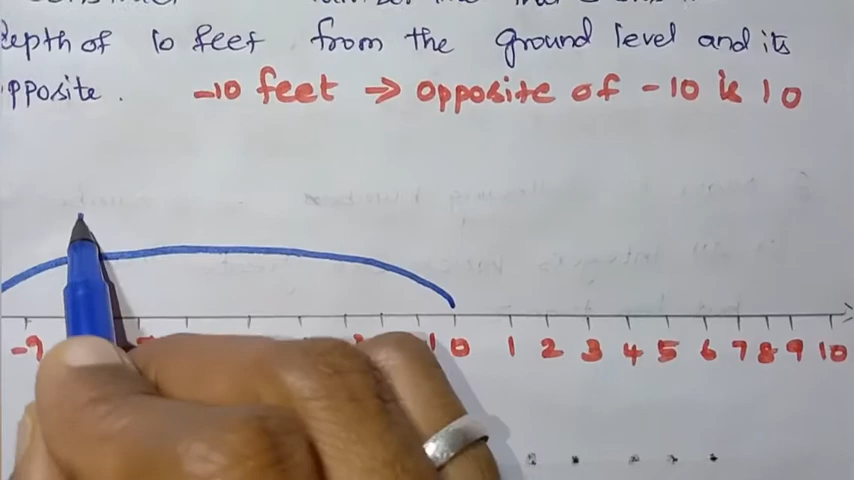 depth of 10 feet from the ground level and its
opposite. -10 feet → opposite of -10 is 10
-9 0 1 2 3 4 5 6 7 8 9 10